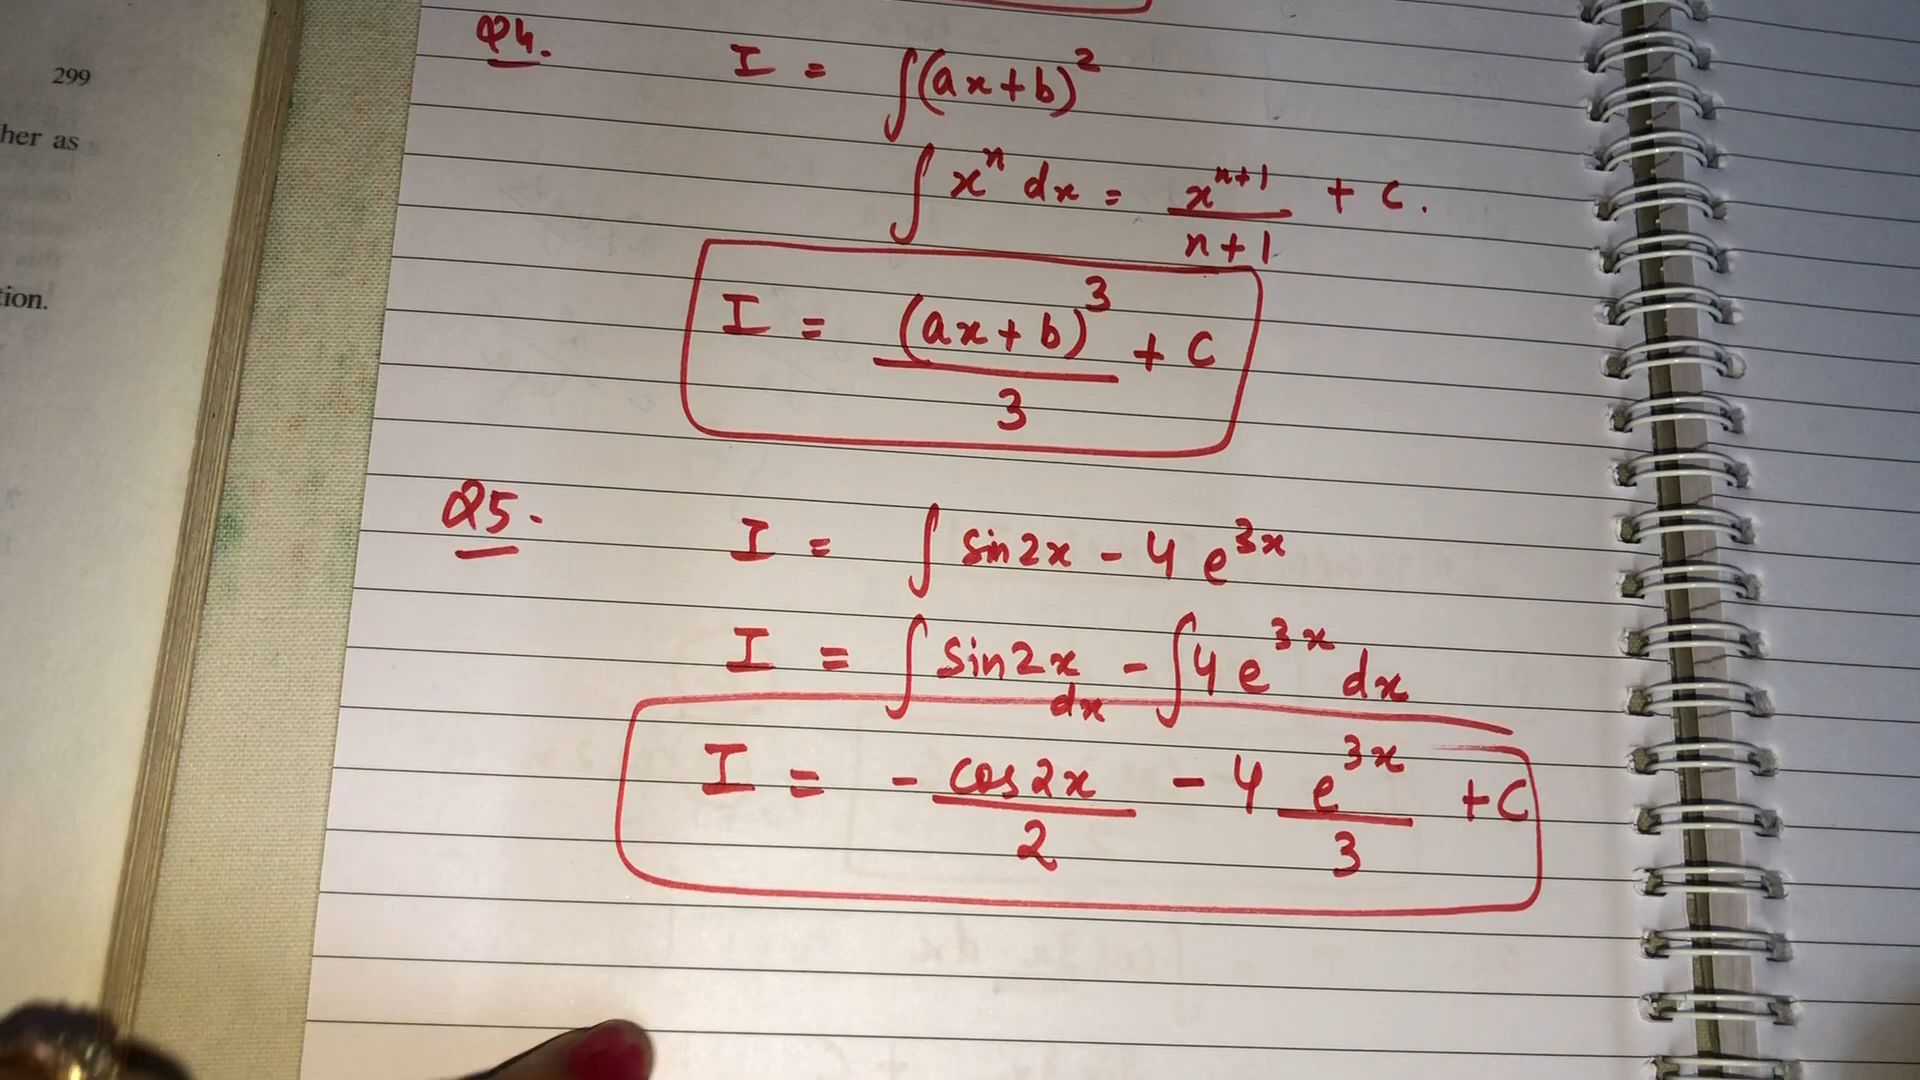 299
her as
tion.
Q4.
I = ∫(ax+b)²
∫ xⁿ dx = xⁿ⁺¹/n+1 + c.
I = (ax+b)³/3 + C
Q5.
I = ∫ sin2x - 4 e³ˣ
I = ∫ sin2x dx - ∫4 e³ˣ dx
I = - cos2x/2 - 4 e³ˣ/3 + C